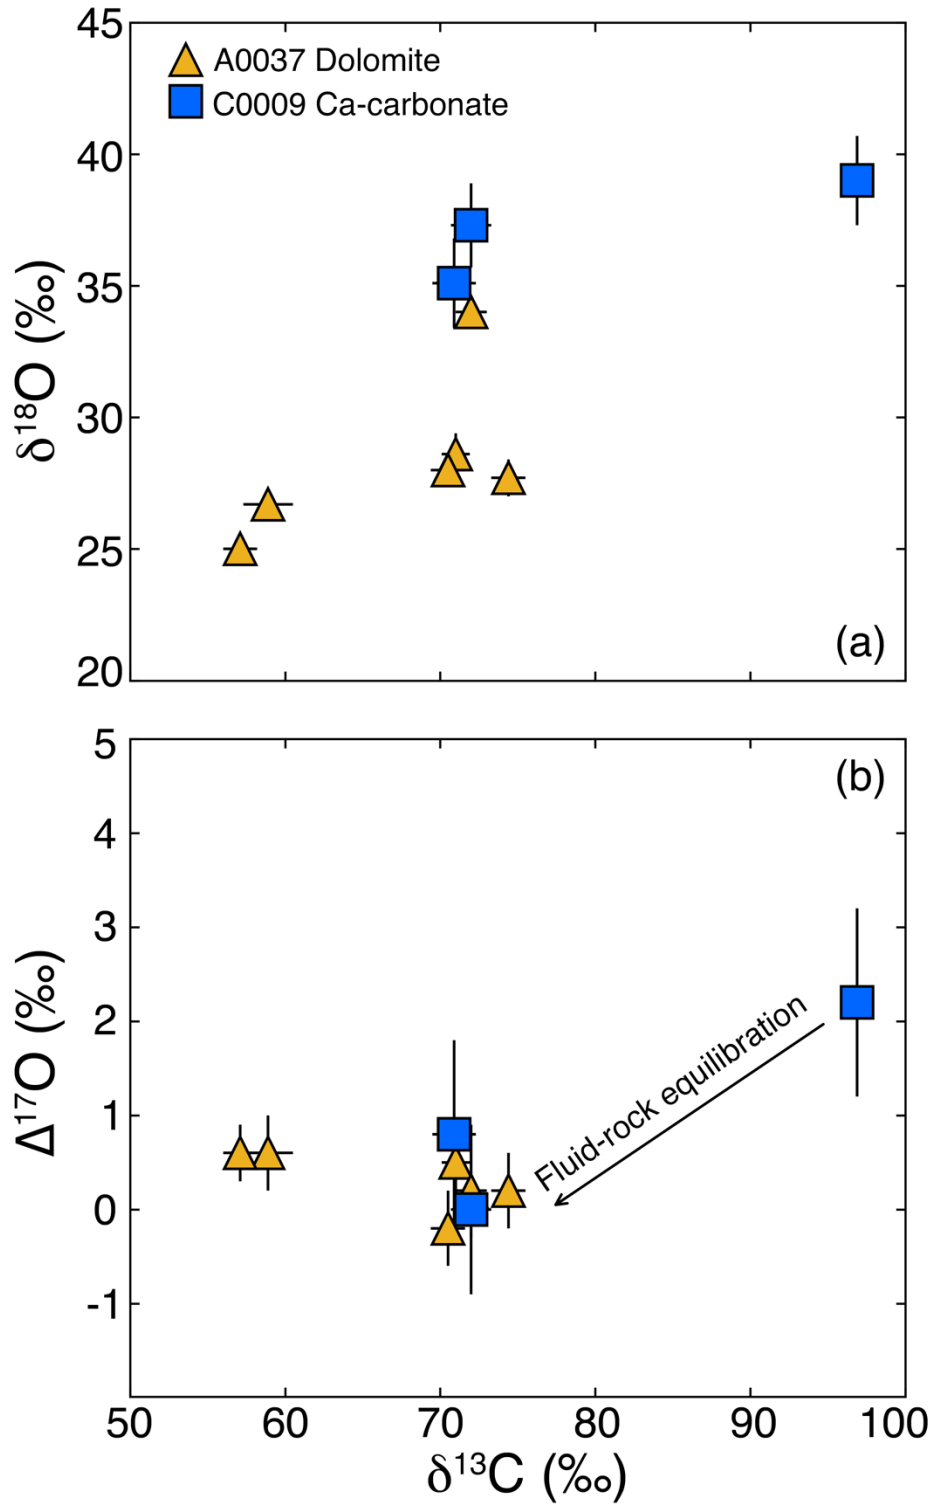 45
A0037 Dolomite
C0009 Ca-carbonate
40
35
30
25
20
δ¹⁸O (‰)
(a)
5
(b)
4
3
2
1
0
-1
Δ¹⁷O (‰)
Fluid-rock equilibration
50 60 70 80 90 100
δ¹³C (‰)